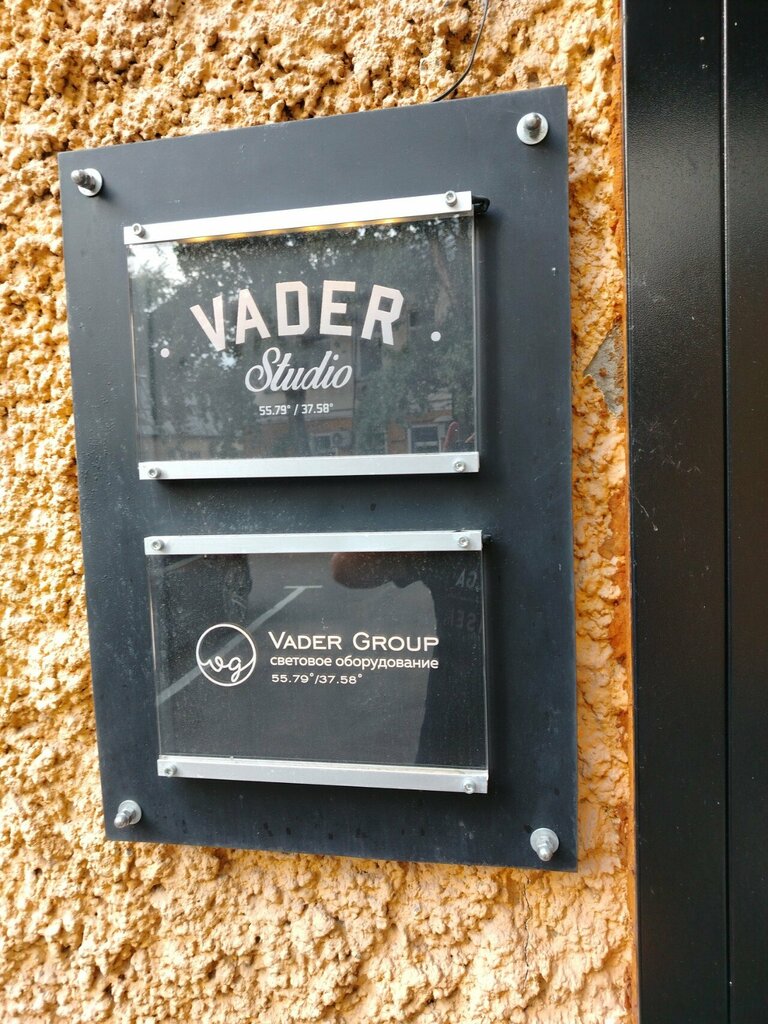 VADER
Studio
55.79° / 37.58°
vg
VADER GROUP
световое оборудование
55.79°/37.58°